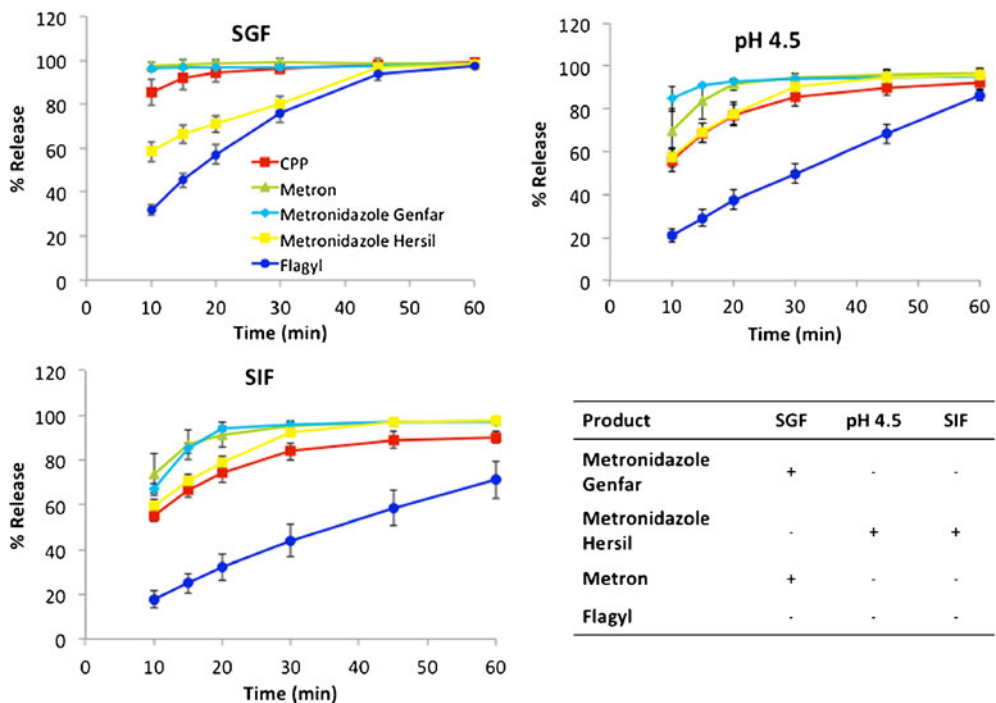 SGF
120
100
80
60
40
20
0
% Release
CPP
Metron
Metronidazole Genfar
Metronidazole Hersil
Flagyl
0 10 20 30 40 50 60
Time (min)
pH 4.5
120
100
80
60
40
20
0
% Release
0 10 20 30 40 50 60
Time (min)
SIF
120
100
80
60
40
20
0
% Release
0 10 20 30 40 50 60
Time (min)
Product SGF pH 4.5 SIF
Metronidazole
Genfar + - -
Metronidazole
Hersil - + +
Metron + - -
Flagyl - - -